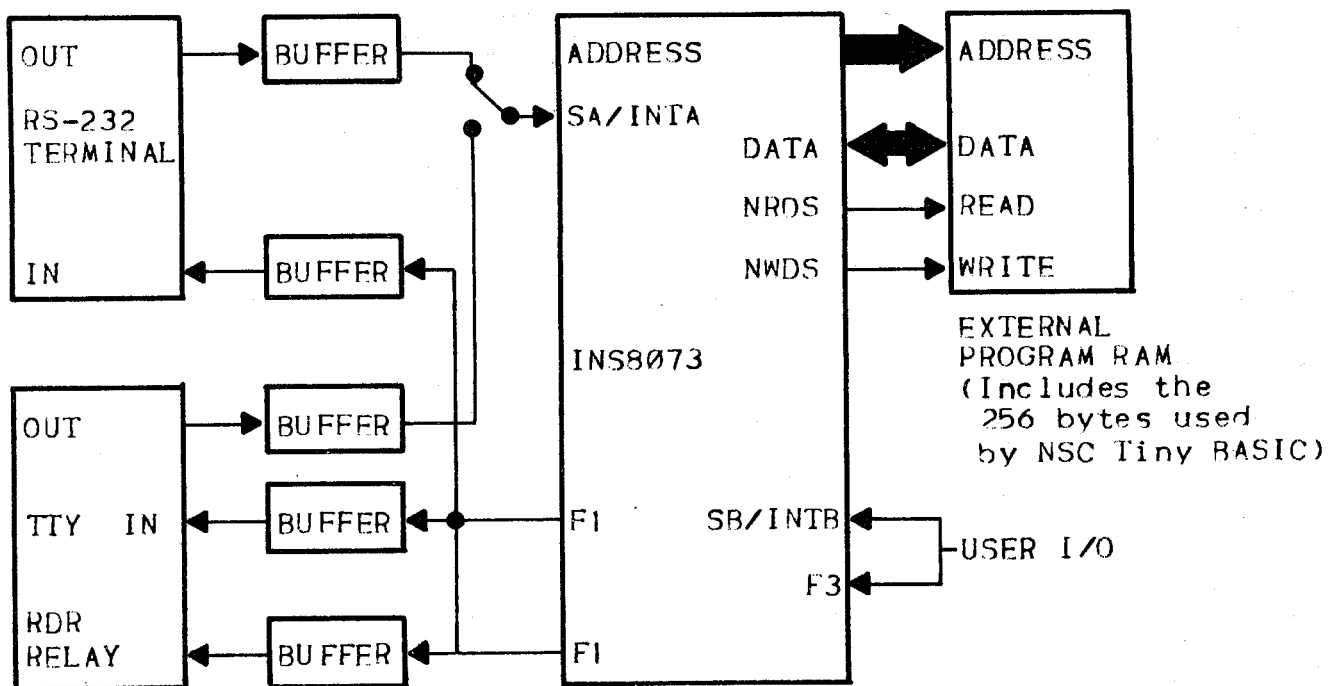 OUT
RS-232
TERMINAL
IN
BUFFER
BUFFER
OUT
TTY IN
RDR
RELAY
BUFFER
BUFFER
BUFFER
ADDRESS
SA/INTA
DATA
NRDS
NWDS
INS8073
F1
SB/INTB
F3
F1
ADDRESS
DATA
READ
WRITE
EXTERNAL
PROGRAM RAM
(Includes the
256 bytes used
by NSC Tiny BASIC)
USER I/O